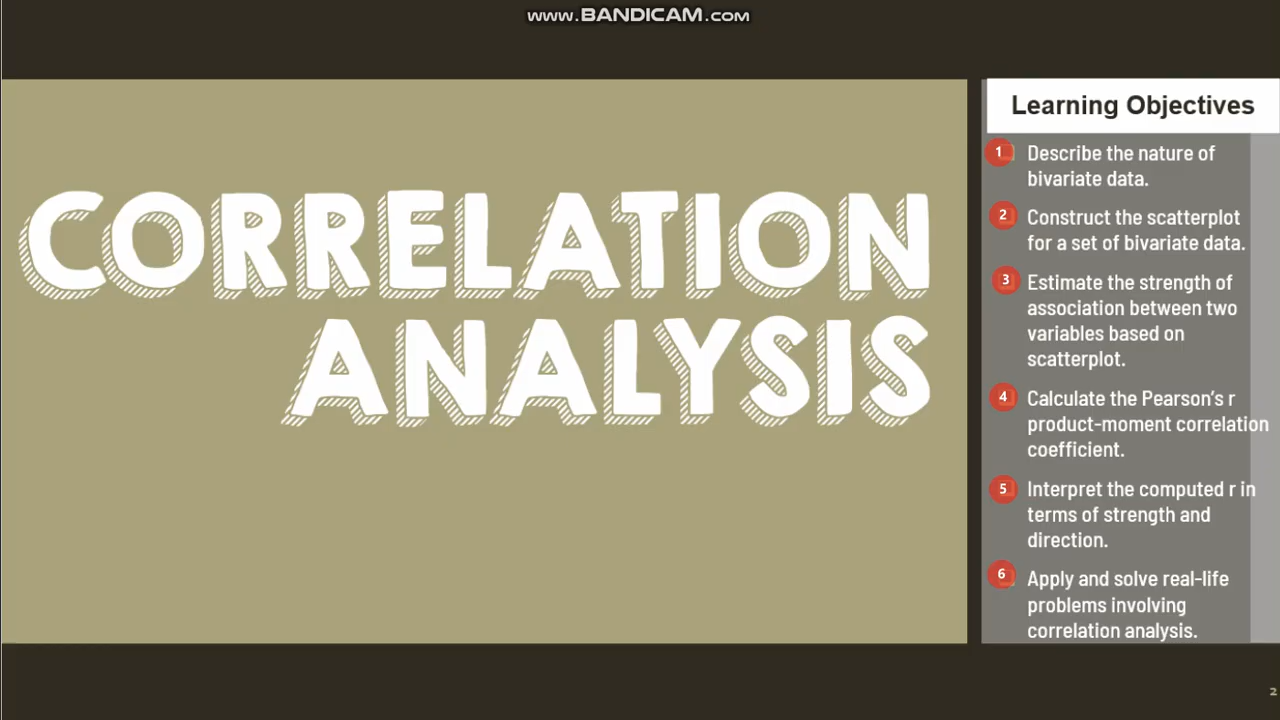 www.BANDICAM.com
CORRELATION
ANALYSIS
Learning Objectives
1 Describe the nature of
bivariate data.
2 Construct the scatterplot
for a set of bivariate data.
3 Estimate the strength of
association between two
variables based on
scatterplot.
4 Calculate the Pearson’s r
product-moment correlation
coefficient.
5 Interpret the computed r in
terms of strength and
direction.
6 Apply and solve real-life
problems involving
correlation analysis.
2